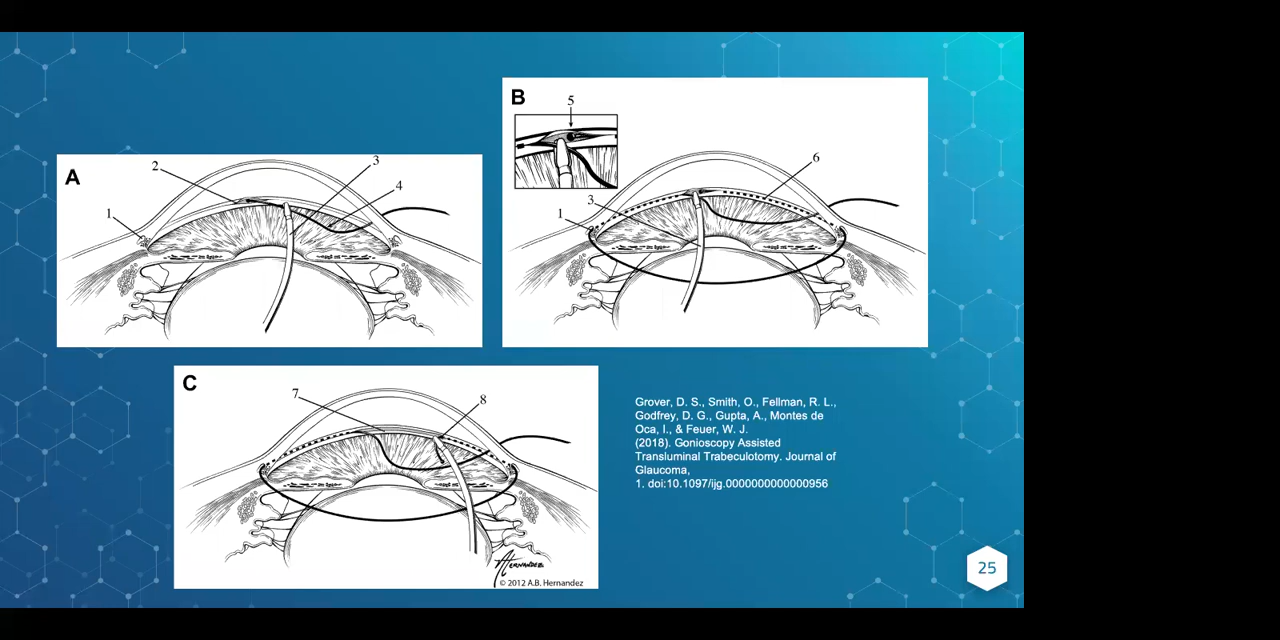 A
2
3
4
1
B
5
6
3
1
C
7
8
HERNANDEZ
© 2012 A.B. Hernandez
Grover, D. S., Smith, O., Fellman, R. L.,
Godfrey, D. G., Gupta, A., Montes de
Oca, I., & Feuer, W. J.
(2018). Gonioscopy Assisted
Transluminal Trabeculotomy. Journal of
Glaucoma,
1. doi:10.1097/ijg.0000000000000956
25